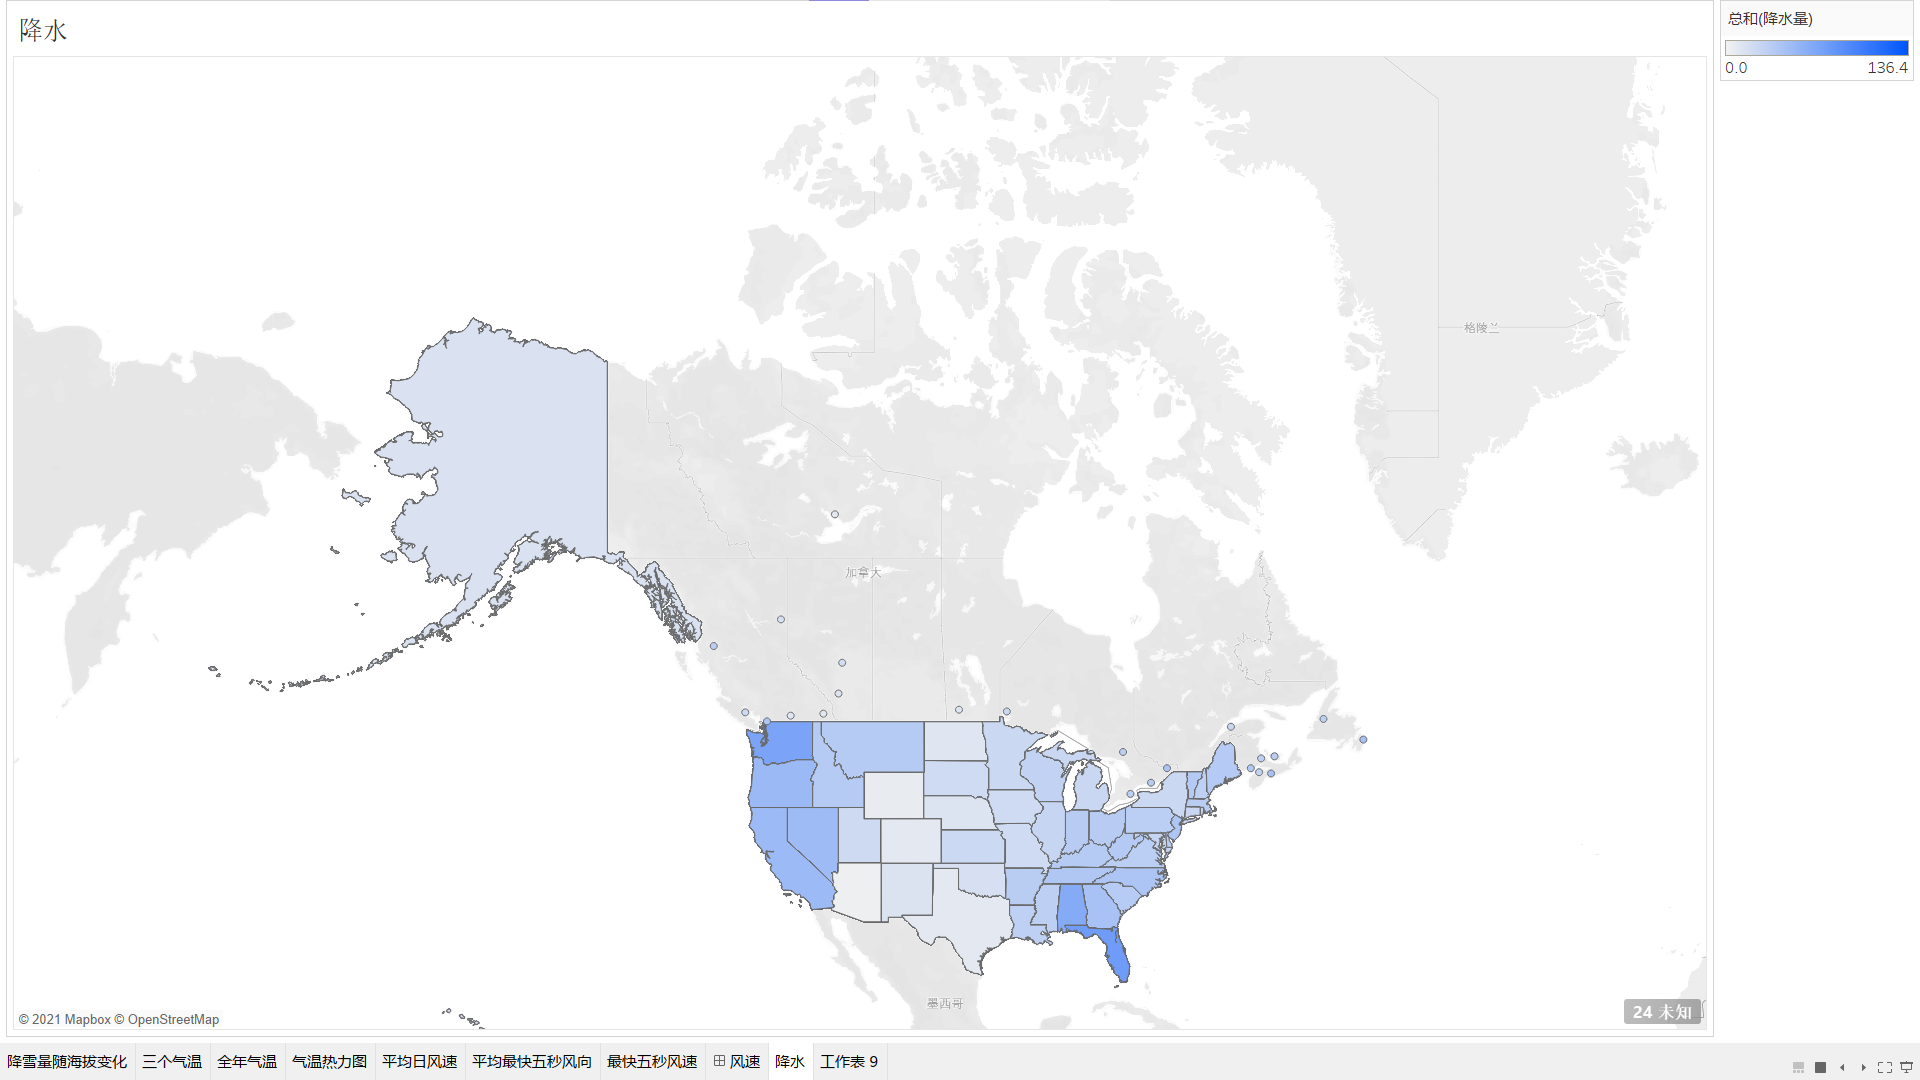 降水
总和(降水量)
0.0
136.4
格陵兰
加拿大
墨西哥
© 2021 Mapbox © OpenStreetMap
24 未知
降雪量随海拔变化
三个气温
全年气温
气温热力图
平均日风速
平均最快五秒风向
最快五秒风速
风速
降水
工作表 9